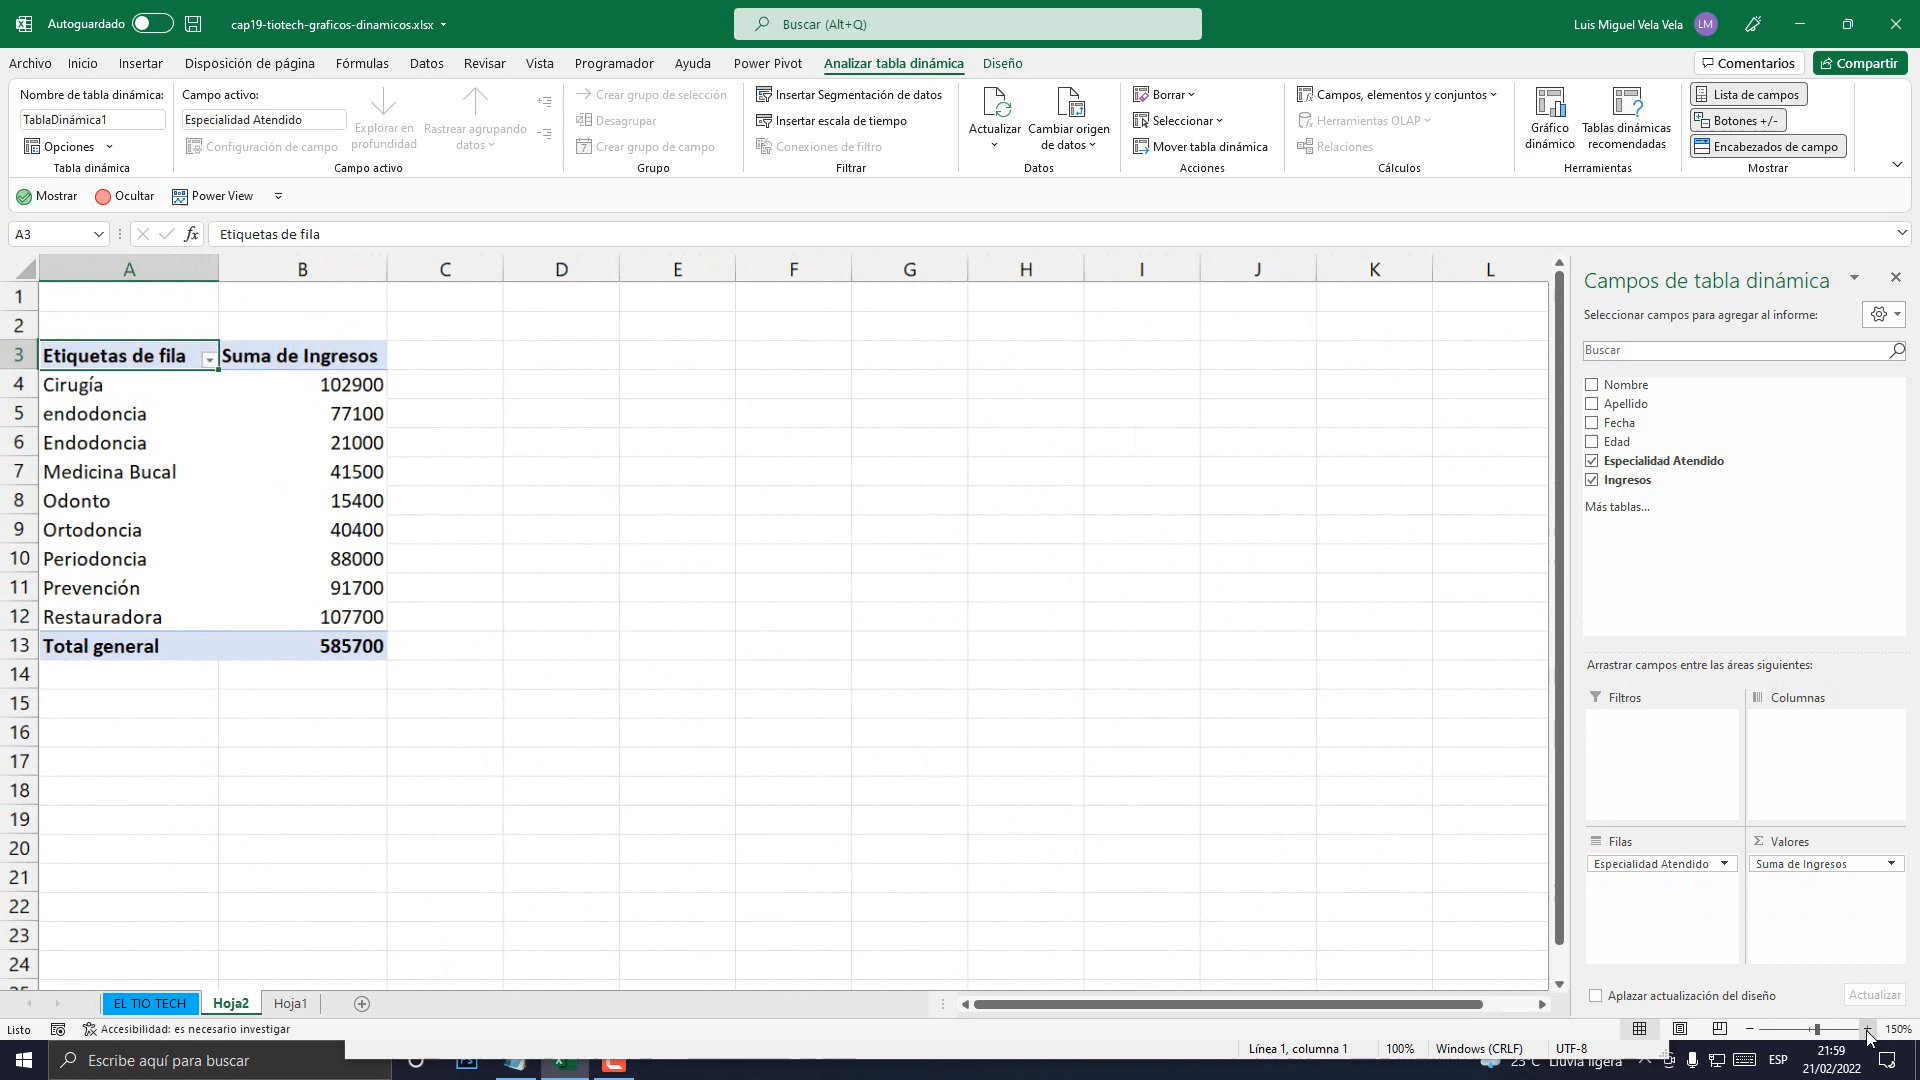 Autoguardado
cap19-tiotech-graficos-dinamicos.xlsx
Buscar (Alt+Q)
Luis Miguel Vela Vela
LM
Archivo Inicio Insertar Disposición de página Fórmulas Datos Revisar Vista Programador Ayuda Power Pivot Analizar tabla dinámica Diseño
Comentarios
Compartir
Nombre de tabla dinámica:
TablaDinámica1
Opciones
Tabla dinámica
Campo activo:
Especialidad Atendido
Configuración de campo
Explorar en profundidad
Rastrear agrupando datos
Campo activo
Crear grupo de selección
Desagrupar
Crear grupo de campo
Grupo
Insertar Segmentación de datos
Insertar escala de tiempo
Conexiones de filtro
Filtrar
Actualizar
Cambiar origen de datos
Datos
Borrar
Seleccionar
Mover tabla dinámica
Acciones
Campos, elementos y conjuntos
Herramientas OLAP
Relaciones
Cálculos
Gráfico dinámico
Tablas dinámicas recomendadas
Herramientas
Lista de campos
Botones +/-
Encabezados de campo
Mostrar
Mostrar Ocultar Power View
A3
fx
Etiquetas de fila
A B C D E F G H I J K L
1
2
3 Etiquetas de fila Suma de Ingresos
4 Cirugía 102900
5 endodoncia 77100
6 Endodoncia 21000
7 Medicina Bucal 41500
8 Odonto 15400
9 Ortodoncia 40400
10 Periodoncia 88000
11 Prevención 91700
12 Restauradora 107700
13 Total general 585700
14
15
16
17
18
19
20
21
22
23
24
Campos de tabla dinámica
Seleccionar campos para agregar al informe:
Buscar
Nombre
Apellido
Fecha
Edad
Especialidad Atendido
Ingresos
Más tablas...
Arrastrar campos entre las áreas siguientes:
Filtros
Columnas
Filas
Especialidad Atendido
Σ Valores
Suma de Ingresos
Aplazar actualización del diseño
Actualizar
EL TIO TECH Hoja2 Hoja1
Listo
Accesibilidad: es necesario investigar
150%
Línea 1, columna 1 100% Windows (CRLF) UTF-8
Escribe aquí para buscar
Ps
23°C Lluvia ligera
ESP
21:59
21/02/2022